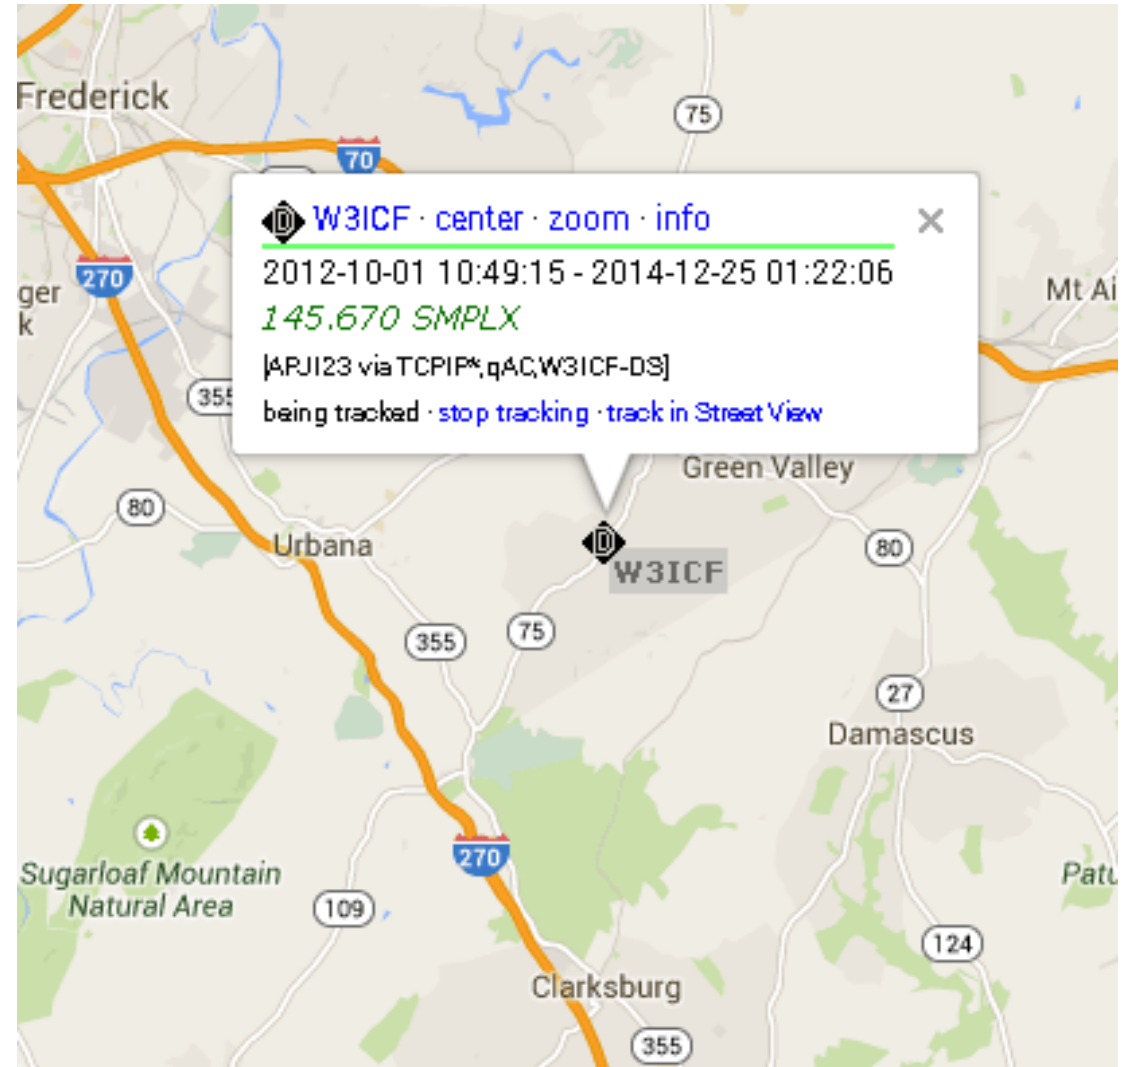 Frederick
75
70
D W3ICF · center · zoom · info
2012-10-01 10:49:15 - 2014-12-25 01:22:06
145.670 SMPLX
[APJI23 via TCPIP*,qAC,W3ICF-DS]
being tracked · stop tracking · track in Street View
270
ger
k
Mt Ai
355
Green Valley
80
Urbana
80
D
W3ICF
355
75
27
Damascus
270
Sugarloaf Mountain
Natural Area
Patu
109
124
Clarksburg
355